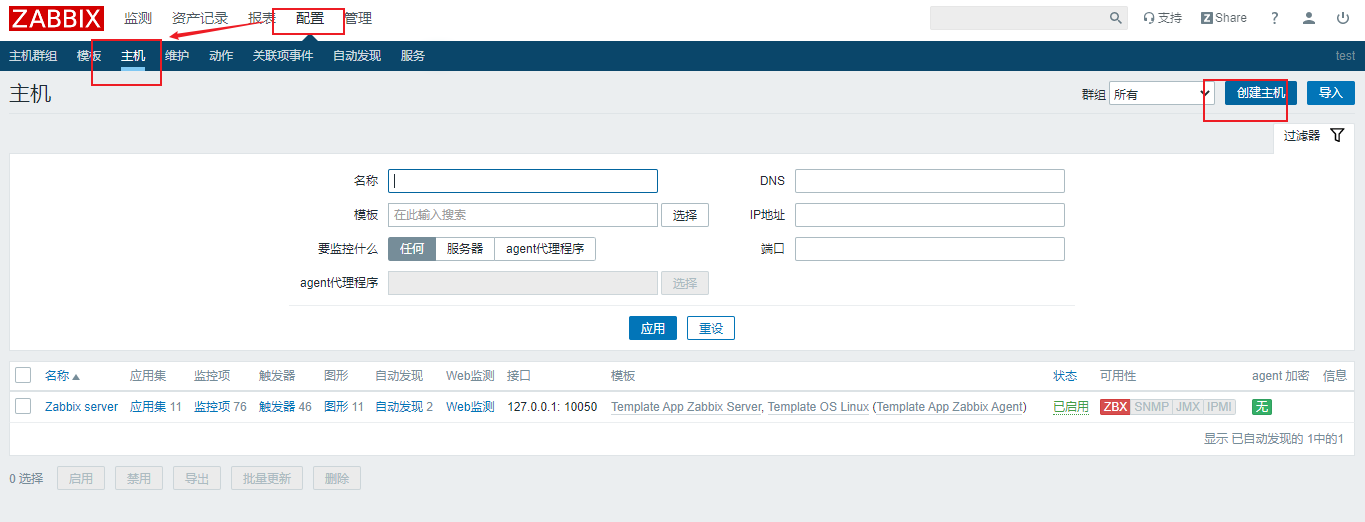 ZABBIX 监测 资产记录 报表 配置 管理 支持 Z Share ?
主机群组 模板 主机 维护 动作 关联项事件 自动发现 服务 test
主机 群组 所有 创建主机 导入
过滤器
名称 DNS
模板 在此输入搜索 选择 IP地址
要监控什么 任何 服务器 agent代理程序 端口
agent代理程序 选择
应用 重设
名称 应用集 监控项 触发器 图形 自动发现 Web监测 接口 模板 状态 可用性 agent 加密 信息
Zabbix server 应用集 11 监控项 76 触发器 46 图形 11 自动发现 2 Web监测 127.0.0.1: 10050 Template App Zabbix Server, Template OS Linux (Template App Zabbix Agent) 已启用 ZBX SNMP JMX IPMI 无
显示 已自动发现的 1中的1
0 选择 启用 禁用 导出 批量更新 删除